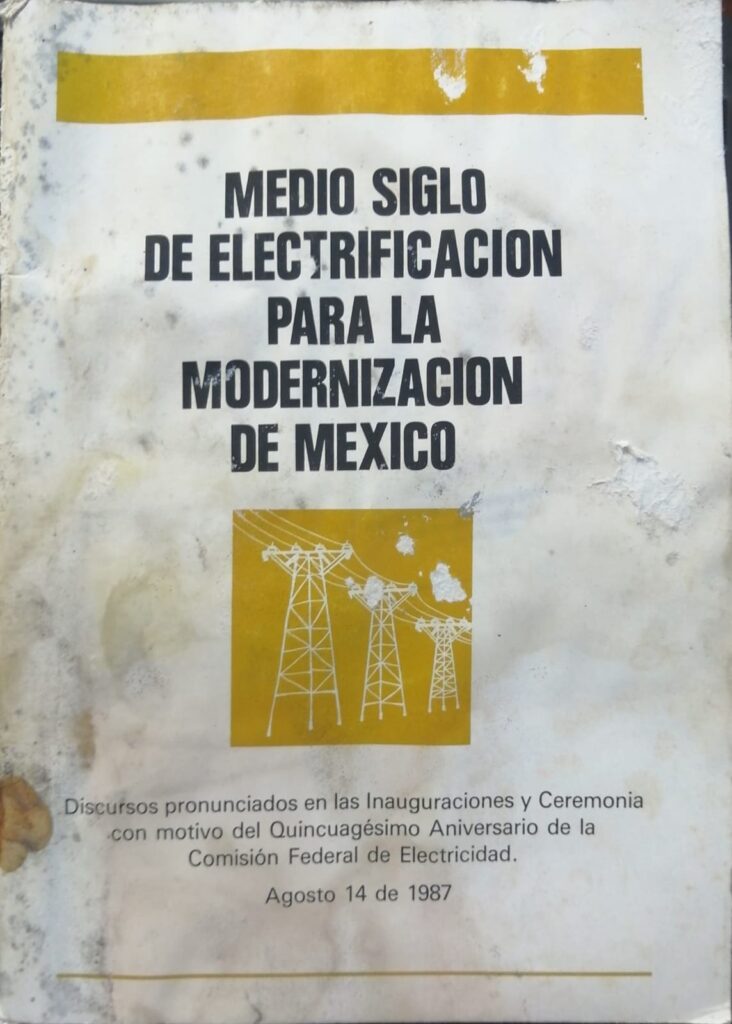 MEDIO SIGLO
DE ELECTRIFICACION
PARA LA
MODERNIZACION
DE MEXICO
Discursos pronunciados en las Inauguraciones y Ceremonia
con motivo del Quincuagésimo Aniversario de la
Comisión Federal de Electricidad.
Agosto 14 de 1987